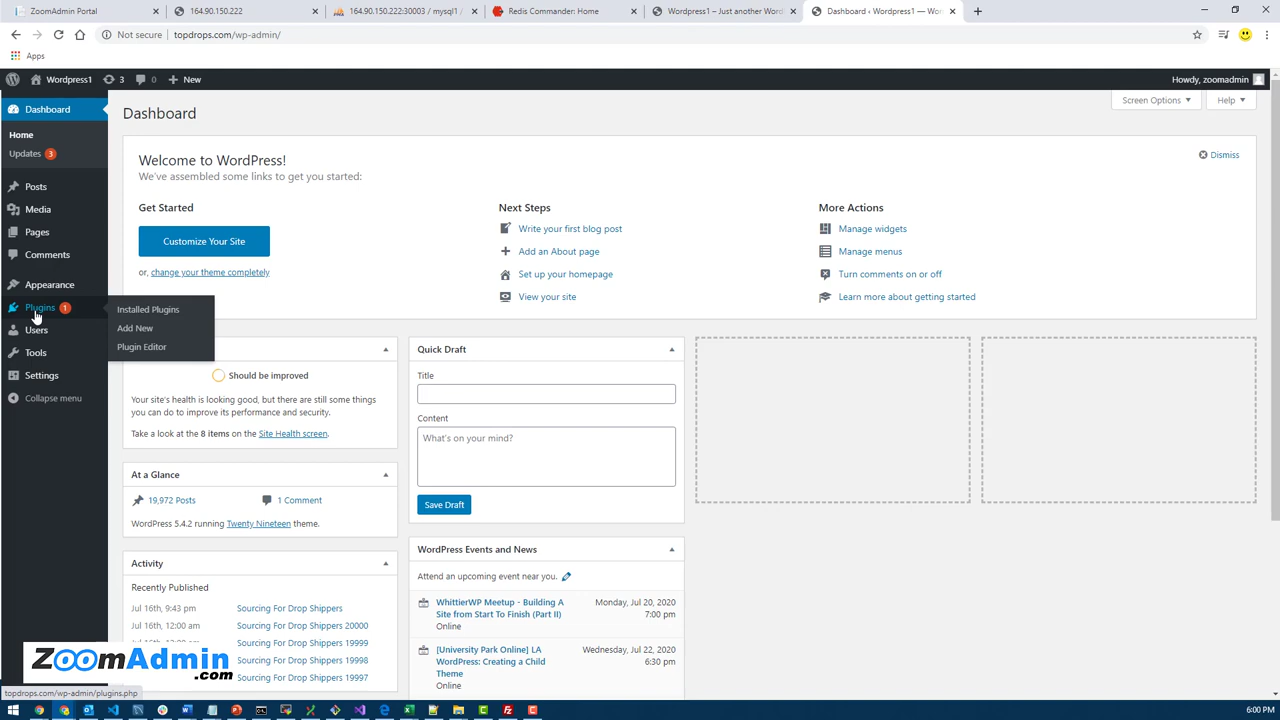 ZoomAdmin Portal
164.90.150.222
164.90.150.222:30003 / mysql1 /
Redis Commander: Home
Wordpress1 – Just another Word
Dashboard ‹ Wordpress1 — Wo
Not secure
topdrops.com/wp-admin/
Apps
Wordpress1
3
0
New
Howdy, zoomadmin
Dashboard
Home
Updates 3
Posts
Media
Pages
Comments
Appearance
Plugins 1
Users
Tools
Settings
Collapse menu
Installed Plugins
Add New
Plugin Editor
Dashboard
Screen Options
Help
Welcome to WordPress!
We've assembled some links to get you started:
Dismiss
Get Started
Customize Your Site
or, change your theme completely
Next Steps
Write your first blog post
Add an About page
Set up your homepage
View your site
More Actions
Manage widgets
Manage menus
Turn comments on or off
Learn more about getting started
Should be improved
Your site's health is looking good, but there are still some things
you can do to improve its performance and security.
Take a look at the 8 items on the Site Health screen.
At a Glance
19,972 Posts
1 Comment
WordPress 5.4.2 running Twenty Nineteen theme.
Activity
Recently Published
Jul 16th, 9:43 pm Sourcing For Drop Shippers
Jul 16th, 12:00 am Sourcing For Drop Shippers 20000
Sourcing For Drop Shippers 19999
Sourcing For Drop Shippers 19998
Sourcing For Drop Shippers 19997
Quick Draft
Title
Content
What's on your mind?
Save Draft
WordPress Events and News
Attend an upcoming event near you.
WhittierWP Meetup - Building A
Site from Start To Finish (Part II)
Online
Monday, Jul 20, 2020
7:00 pm
[University Park Online] LA
WordPress: Creating a Child
Theme
Online
Wednesday, Jul 22, 2020
6:30 pm
ZoomAdmin
.com
topdrops.com/wp-admin/plugins.php
6:00 PM